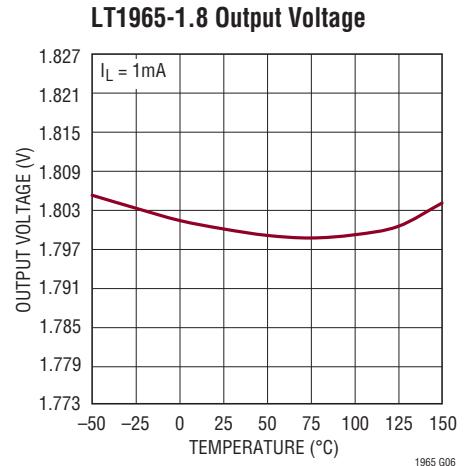 LT1965-1.8 Output Voltage
OUTPUT VOLTAGE (V)
1.827
1.821
1.815
1.809
1.803
1.797
1.791
1.785
1.779
1.773
I_L = 1mA
–50 –25 0 25 50 75 100 125 150
TEMPERATURE (°C)
1965 G06